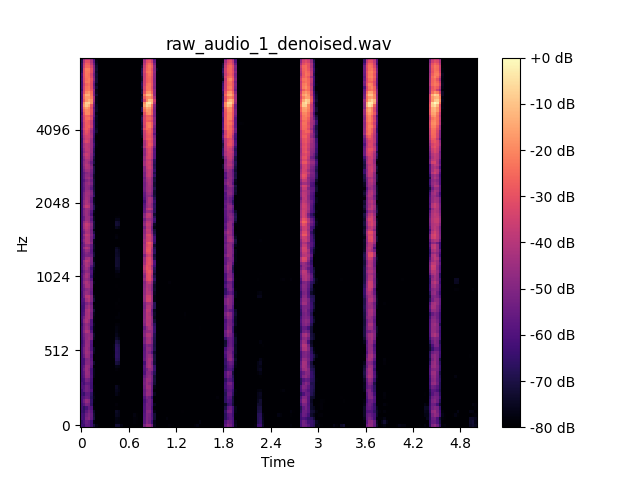 raw_audio_1_denoised.wav
Hz
4096
2048
1024
512
0
0 0.6 1.2 1.8 2.4 3 3.6 4.2 4.8
Time
+0 dB
-10 dB
-20 dB
-30 dB
-40 dB
-50 dB
-60 dB
-70 dB
-80 dB